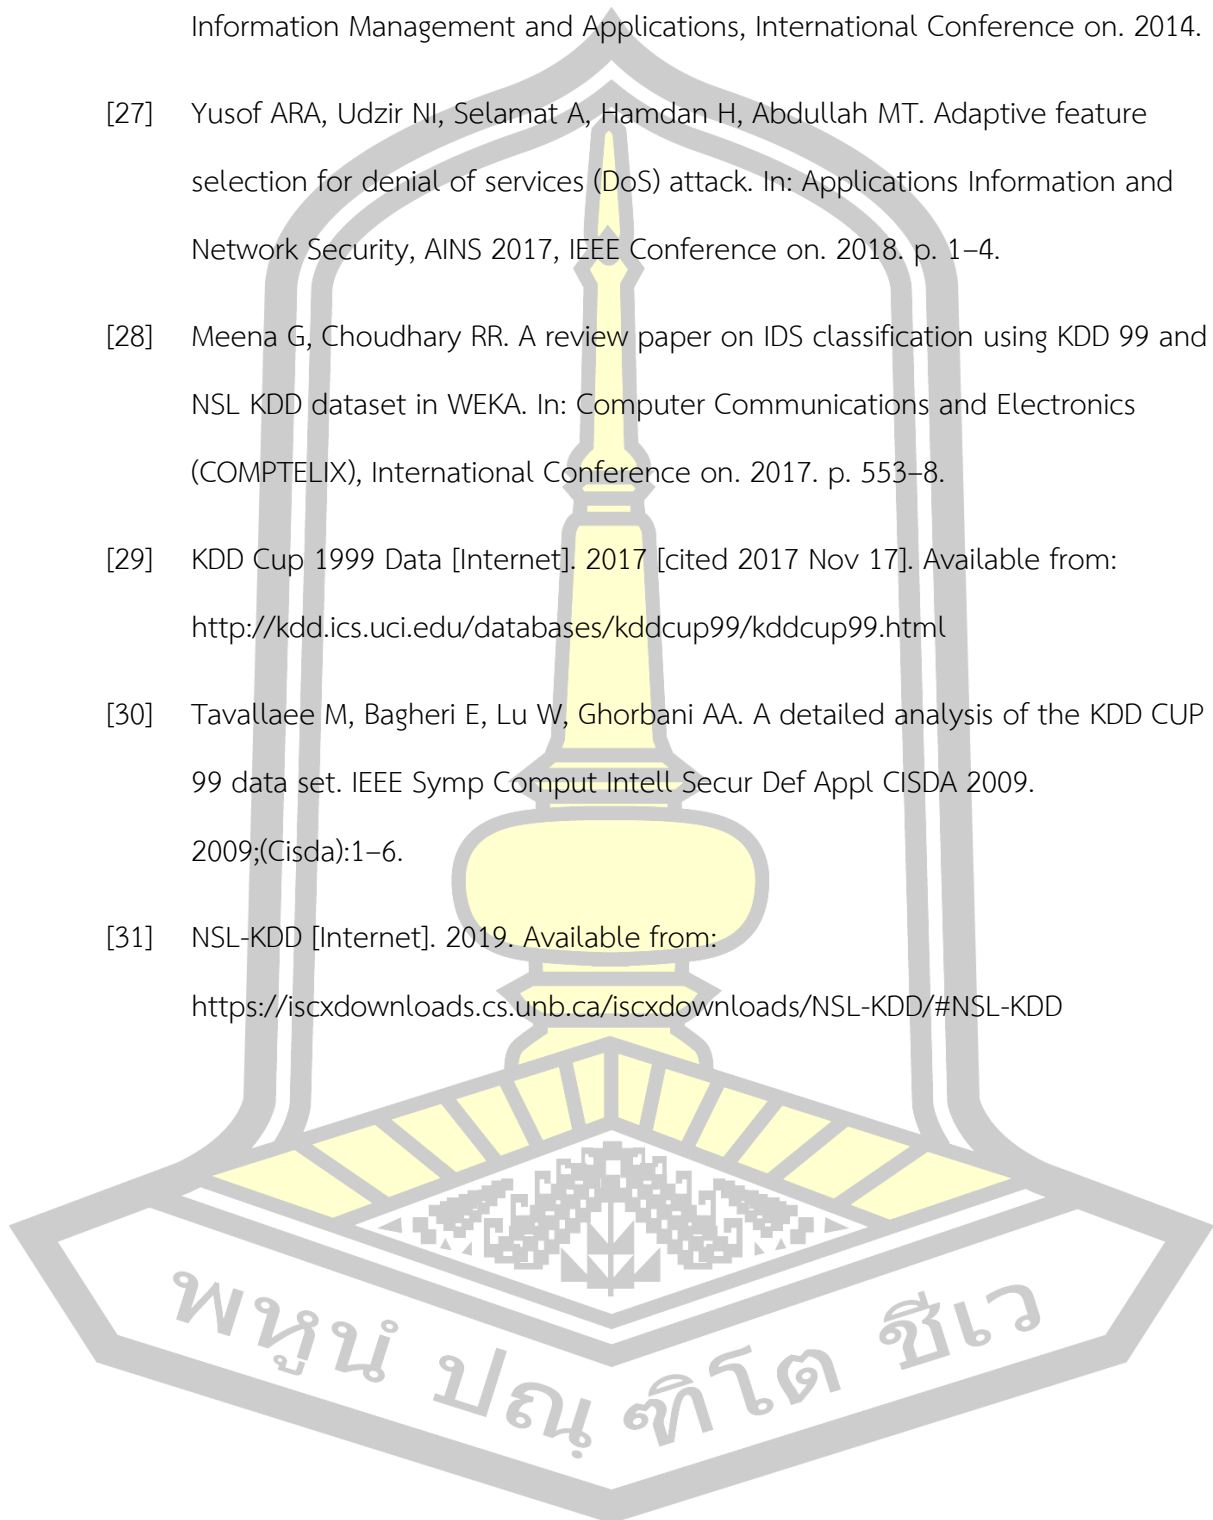 Information Management and Applications, International Conference on. 2014.
[27] Yusof ARA, Udzir NI, Selamat A, Hamdan H, Abdullah MT. Adaptive feature
selection for denial of services (DoS) attack. In: Applications Information and
Network Security, AINS 2017, IEEE Conference on. 2018. p. 1–4.
[28] Meena G, Choudhary RR. A review paper on IDS classification using KDD 99 and
NSL KDD dataset in WEKA. In: Computer Communications and Electronics
(COMPTELIX), International Conference on. 2017. p. 553–8.
[29] KDD Cup 1999 Data [Internet]. 2017 [cited 2017 Nov 17]. Available from:
http://kdd.ics.uci.edu/databases/kddcup99/kddcup99.html
[30] Tavallaee M, Bagheri E, Lu W, Ghorbani AA. A detailed analysis of the KDD CUP
99 data set. IEEE Symp Comput Intell Secur Def Appl CISDA 2009.
2009;(Cisda):1–6.
[31] NSL-KDD [Internet]. 2019. Available from:
https://iscxdownloads.cs.unb.ca/iscxdownloads/NSL-KDD/#NSL-KDD
พหูนํ ปณฺ ฑิโต ชีเว